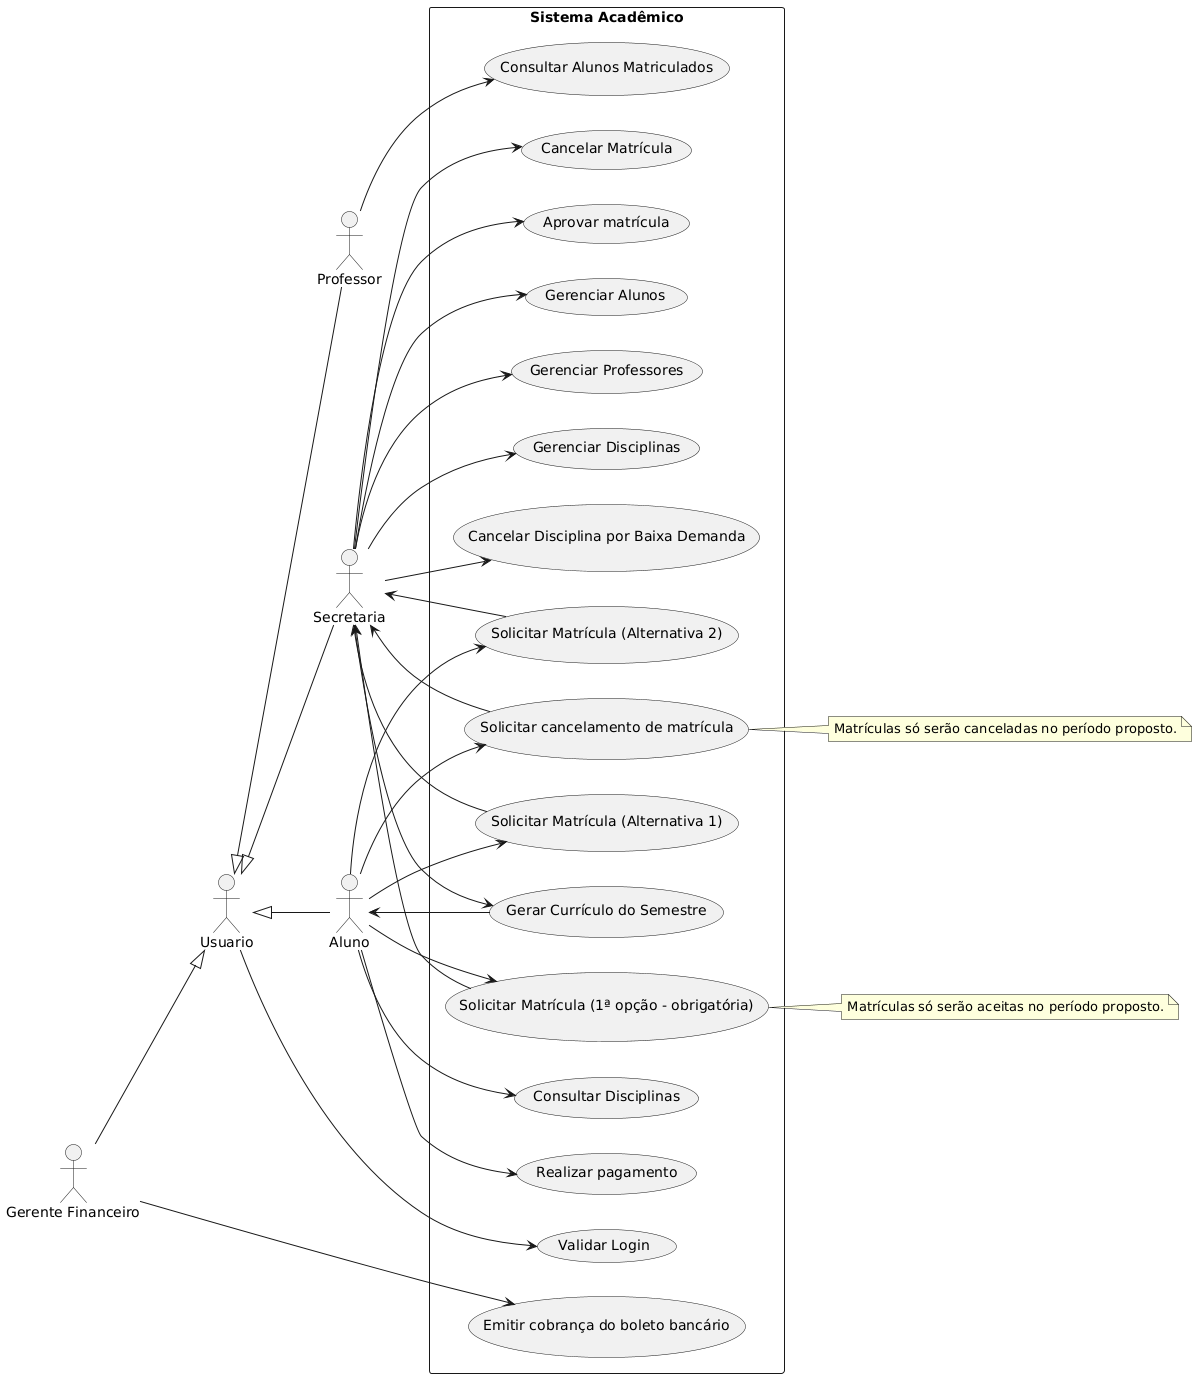 Sistema Acadêmico
Consultar Alunos Matriculados
Cancelar Matrícula
Aprovar matrícula
Professor
Gerenciar Alunos
Gerenciar Professores
Gerenciar Disciplinas
Cancelar Disciplina por Baixa Demanda
Secretaria
Solicitar Matrícula (Alternativa 2)
Solicitar cancelamento de matrícula
Matrículas só serão canceladas no período proposto.
Solicitar Matrícula (Alternativa 1)
Gerar Currículo do Semestre
Usuario
Aluno
Solicitar Matrícula (1ª opção - obrigatória)
Matrículas só serão aceitas no período proposto.
Consultar Disciplinas
Realizar pagamento
Gerente Financeiro
Validar Login
Emitir cobrança do boleto bancário